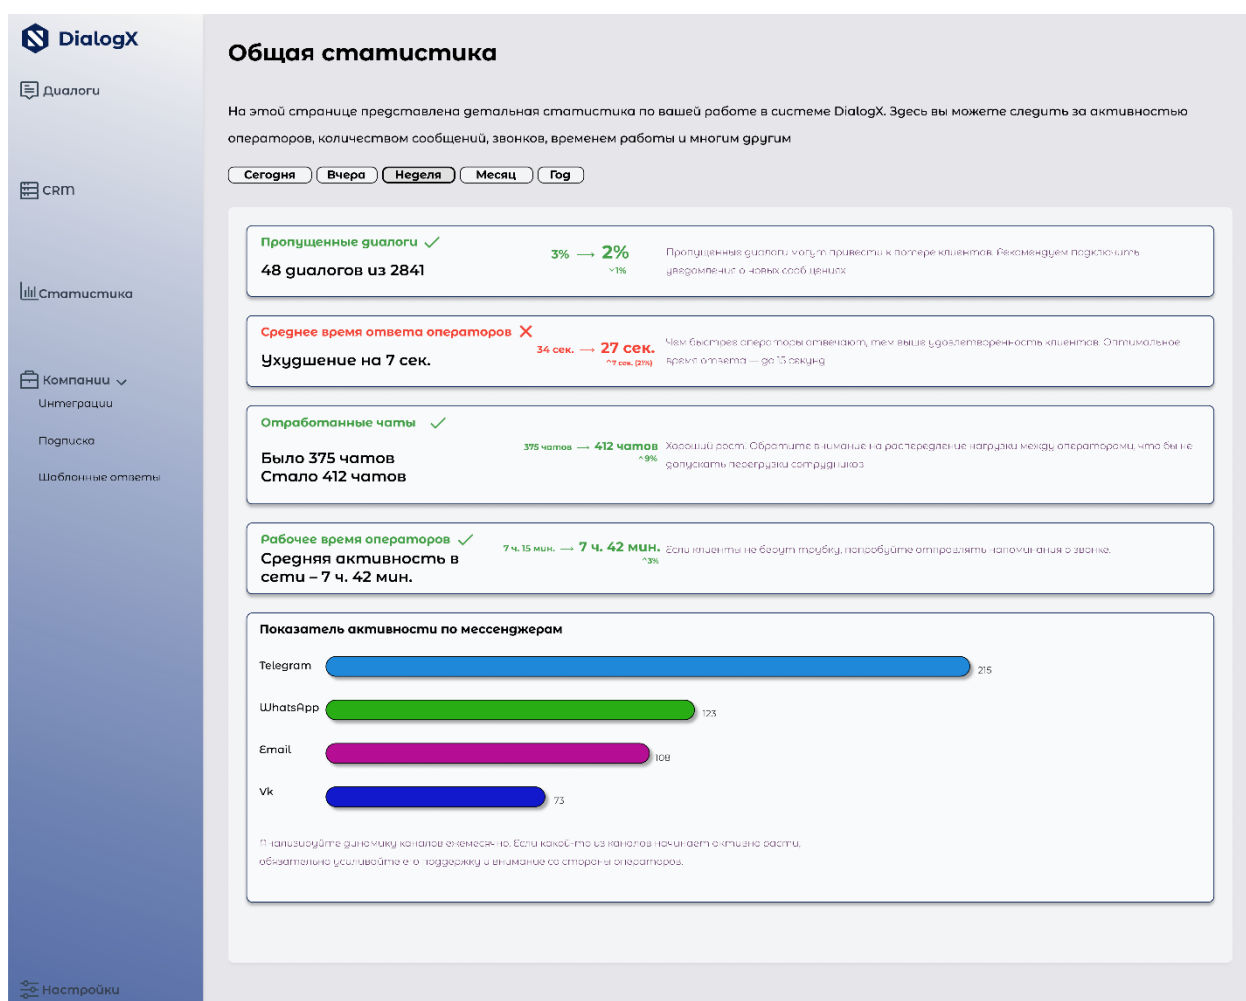 DialogX
Диалоги
CRM
Статистика
Компании
Интеграции
Подписка
Шаблонные ответы
Настройки
Общая статистика
На этой странице представлена детальная статистика по вашей работе в системе DialogX. Здесь вы можете следить за активностью
операторов, количеством сообщений, звонков, временем работы и многим другим
Сегодня Вчера Неделя Месяц Год
Пропущенные диалоги
48 диалогов из 2841
3% → 2%
˅1%
Пропущенные диалоги могут привести к потере клиентов. Рекомендуем подключить
уведомления о новых сообщениях
Среднее время ответа операторов
Ухудшение на 7 сек.
34 сек. → 27 сек.
^7 сек. (21%)
Чем быстрее операторы отвечают, тем выше удовлетворенность клиентов. Оптимальное
время ответа — до 15 секунд
Отработанные чаты
Было 375 чатов
Стало 412 чатов
375 чатов → 412 чатов
^9%
Хороший рост! Обратите внимание на распределение нагрузки между операторами, что бы не
допускать перегрузки сотрудников
Рабочее время операторов
Средняя активность в
сети – 7 ч. 42 мин.
7 ч. 15 мин. → 7 ч. 42 мин.
^3%
Если клиенты не берут трубку, попробуйте отправлять напоминания о звонке.
Показатель активности по мессенджерам
Telegram 215
WhatsApp 123
Email 108
Vk 73
Анализируйте динамику каналов ежемесячно. Если какой-то из каналов начинает активно расти,
обязательно усиливайте его поддержку и внимание со стороны операторов.